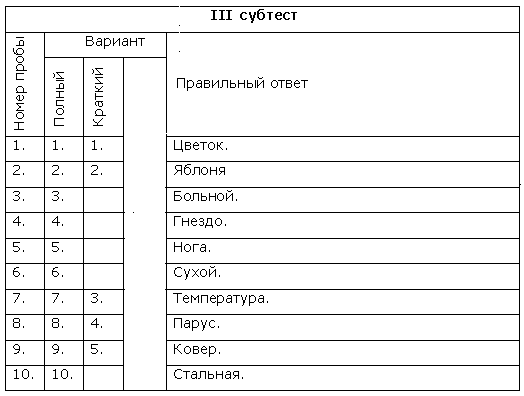 III субтест
Номер пробы Вариант Правильный ответ
Полный Краткий
1. 1. 1. Цветок.
2. 2. 2. Яблоня
3. 3. Больной.
4. 4. Гнездо.
5. 5. Нога.
6. 6. Сухой.
7. 7. 3. Температура.
8. 8. 4. Парус.
9. 9. 5. Ковер.
10. 10. Стальная.